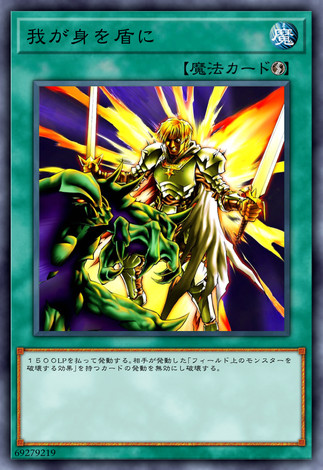 我が身を盾に
魔
【魔法カード】
１５００LPを払って発動する。相手が発動した「フィールド上のモンスターを
破壊する効果」を持つカードの発動を無効にし破壊する。
69279219